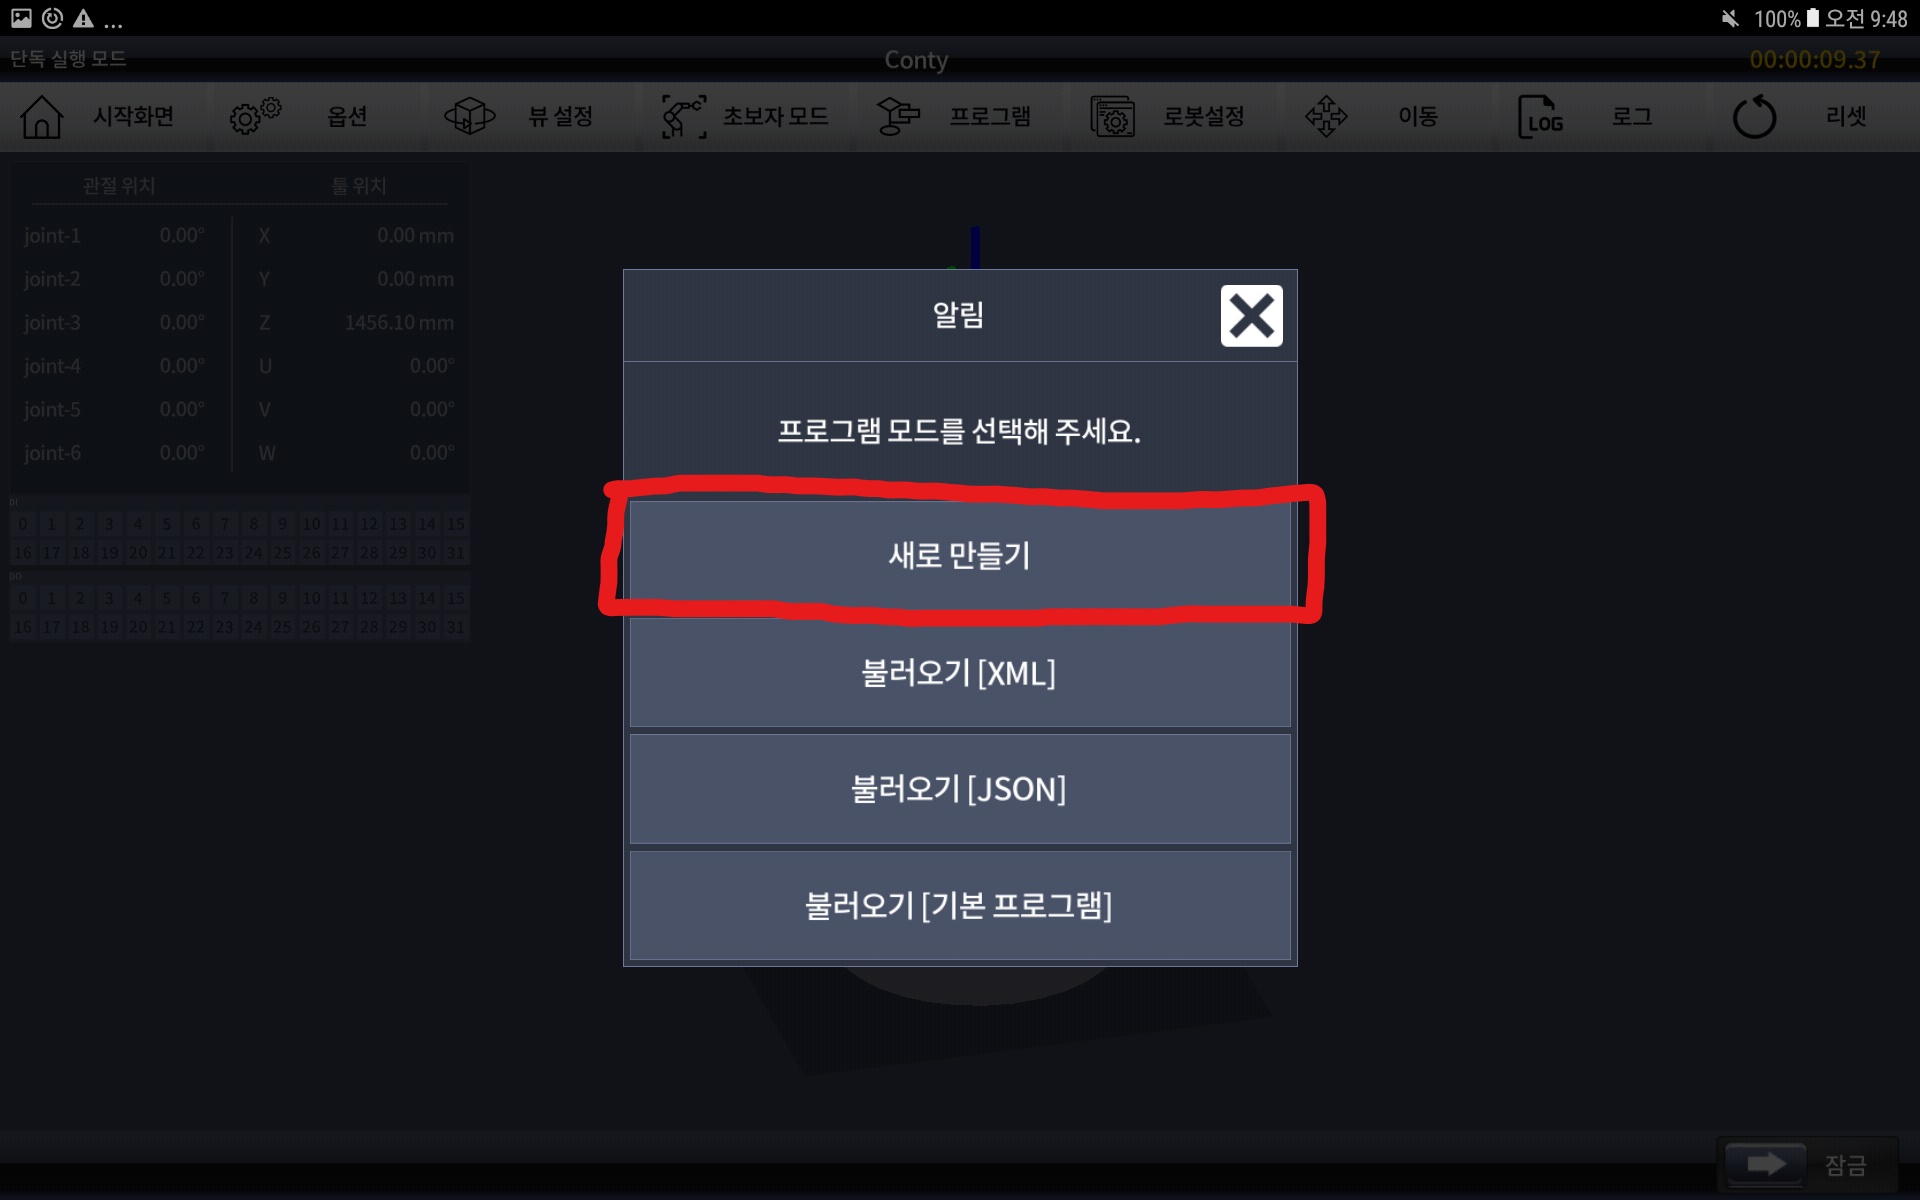 ... 100% 오전 9:48
단독 실행 모드 Conty 00:00:09.37
시작화면 옵션 뷰 설정 초보자 모드 프로그램 로봇설정 이동 LOG 로그 리셋
관절 위치 툴 위치
joint-1 0.00° X 0.00 mm
joint-2 0.00° Y 0.00 mm
joint-3 0.00° Z 1456.10 mm
joint-4 0.00° U 0.00°
joint-5 0.00° V 0.00°
joint-6 0.00° W 0.00°
DI
0 1 2 3 4 5 6 7 8 9 10 11 12 13 14 15
16 17 18 19 20 21 22 23 24 25 26 27 28 29 30 31
DO
0 1 2 3 4 5 6 7 8 9 10 11 12 13 14 15
16 17 18 19 20 21 22 23 24 25 26 27 28 29 30 31
알림
프로그램 모드를 선택해 주세요.
새로 만들기
불러오기 [XML]
불러오기 [JSON]
불러오기 [기본 프로그램]
잠금